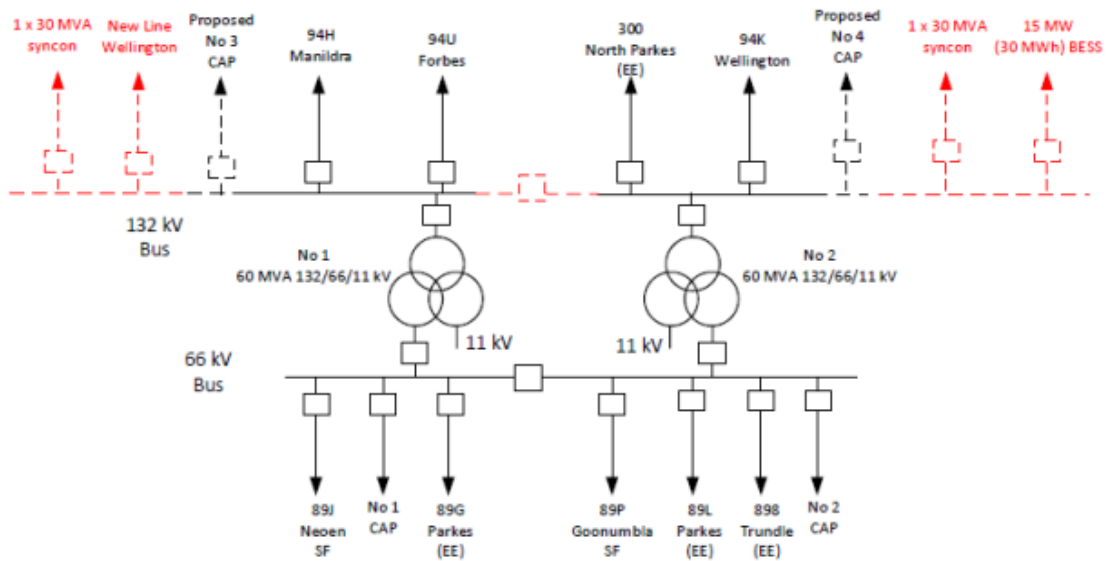 1 x 30 MVA
syncon
New Line
Wellington
Proposed
No 3
CAP
94H
Manildra
94U
Forbes
300
North Parkes
(EE)
94K
Wellington
Proposed
No 4
CAP
1 x 30 MVA
syncon
15 MW
(30 MWh) BESS
132 kV
Bus
No 1
60 MVA 132/66/11 kV
No 2
60 MVA 132/66/11 kV
11 kV
11 kV
66 kV
Bus
89J
Neoen
SF
No 1
CAP
89G
Parkes
(EE)
89P
Goonumbla
SF
89L
Parkes
(EE)
898
Trundle
(EE)
No 2
CAP